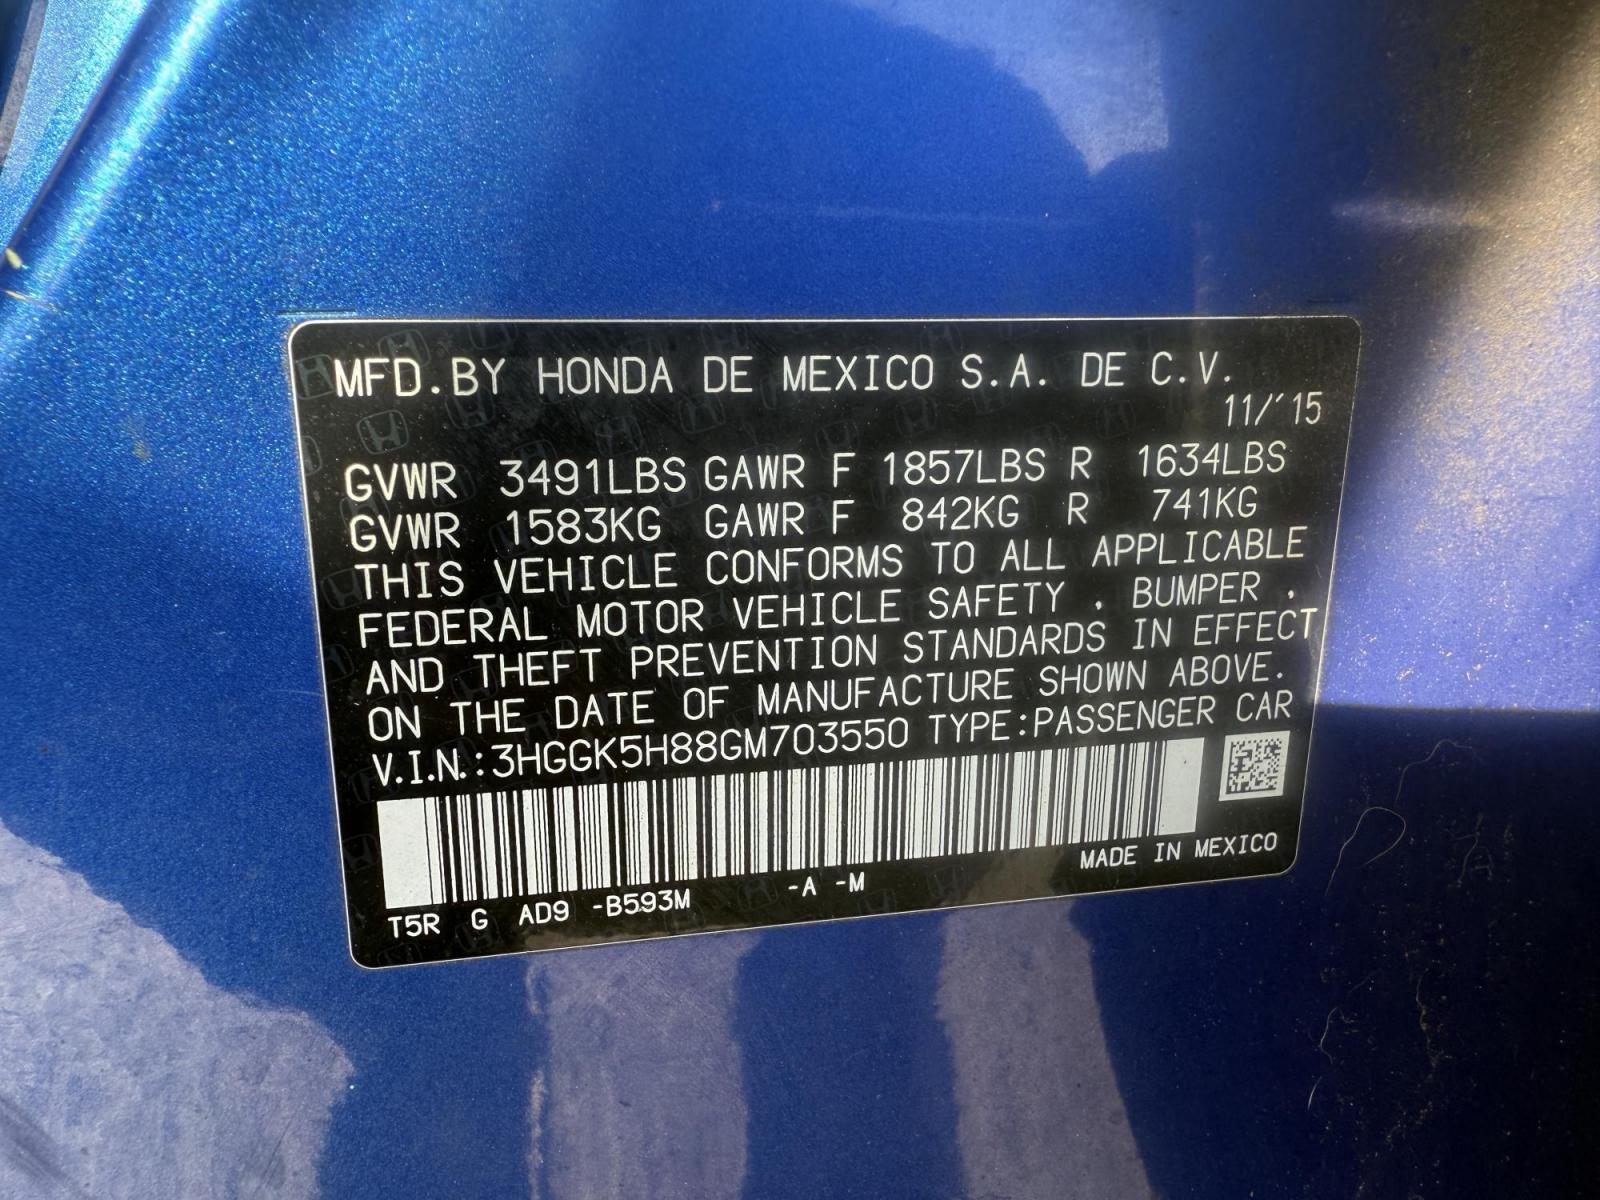 MFD.BY HONDA DE MEXICO S.A. DE C.V.
11/'15
GVWR 3491LBS GAWR F 1857LBS R 1634LBS
GVWR 1583KG GAWR F 842KG R 741KG
THIS VEHICLE CONFORMS TO ALL APPLICABLE
FEDERAL MOTOR VEHICLE SAFETY , BUMPER ,
AND THEFT PREVENTION STANDARDS IN EFFECT
ON THE DATE OF MANUFACTURE SHOWN ABOVE.
V.I.N.:3HGGK5H88GM703550 TYPE:PASSENGER CAR
MADE IN MEXICO
T5R G AD9 -B593M -A -M